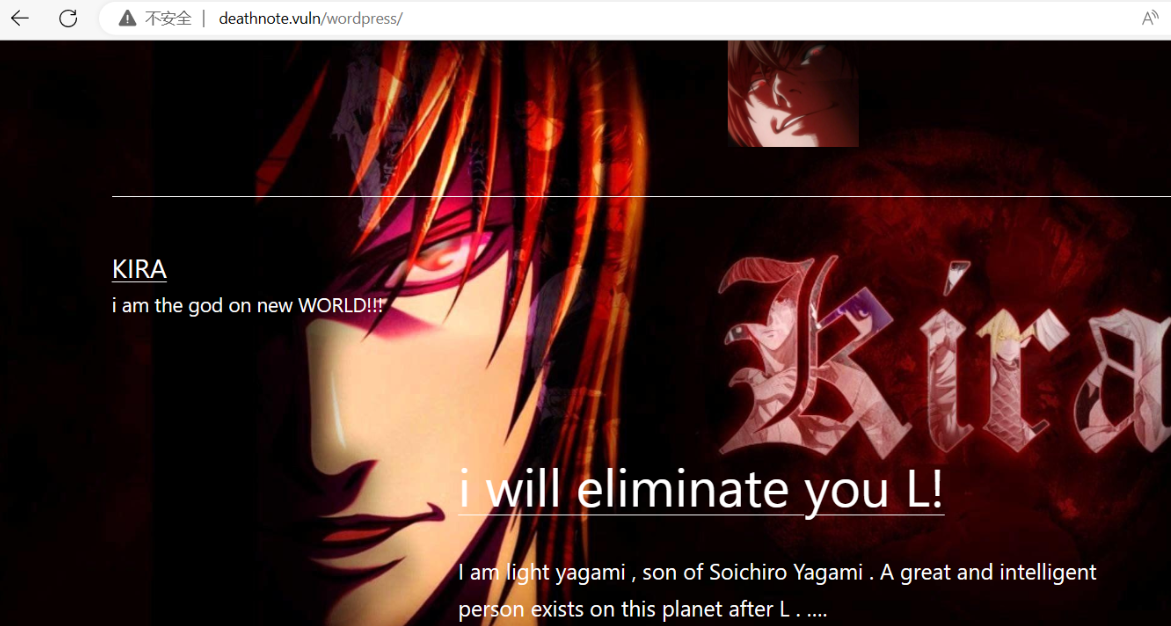 不安全 | deathnote.vuln/wordpress/
A))
KIRA
i am the god on new WORLD!!!
Kira
i will eliminate you L!
I am light yagami , son of Soichiro Yagami . A great and intelligent
person exists on this planet after L . ....